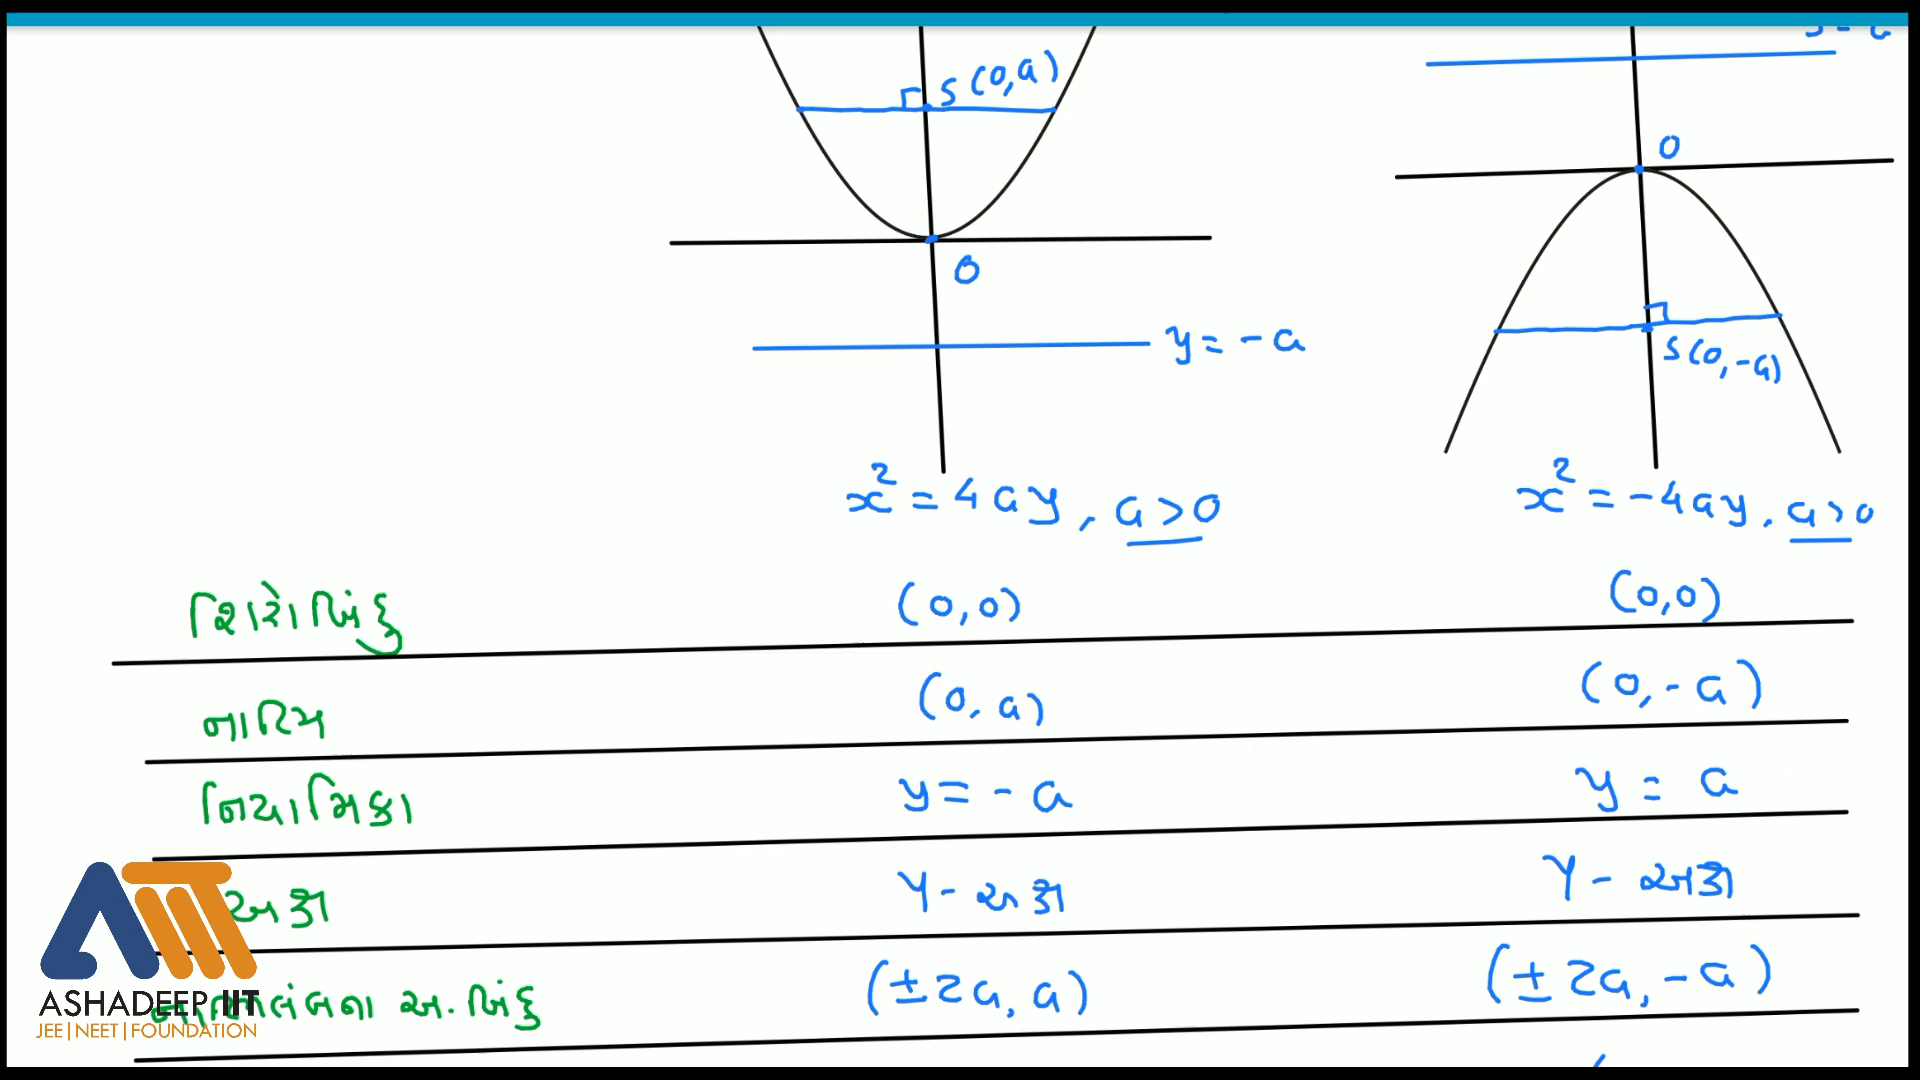 S (0,a)
O
y = -a
x² = 4ay, a>0
O
S(0,-a)
x² = -4ay, a>0
શિરોબિંદુ (0,0) (0,0)
નાભિ (0, a) (0, -a)
નિયામિકા y = -a y = a
અક્ષ Y - અક્ષ Y - અક્ષ
અ. બિંદુ (±2a, a) (±2a, -a)
ASHADEEP IIT
JEE | NEET | FOUNDATION